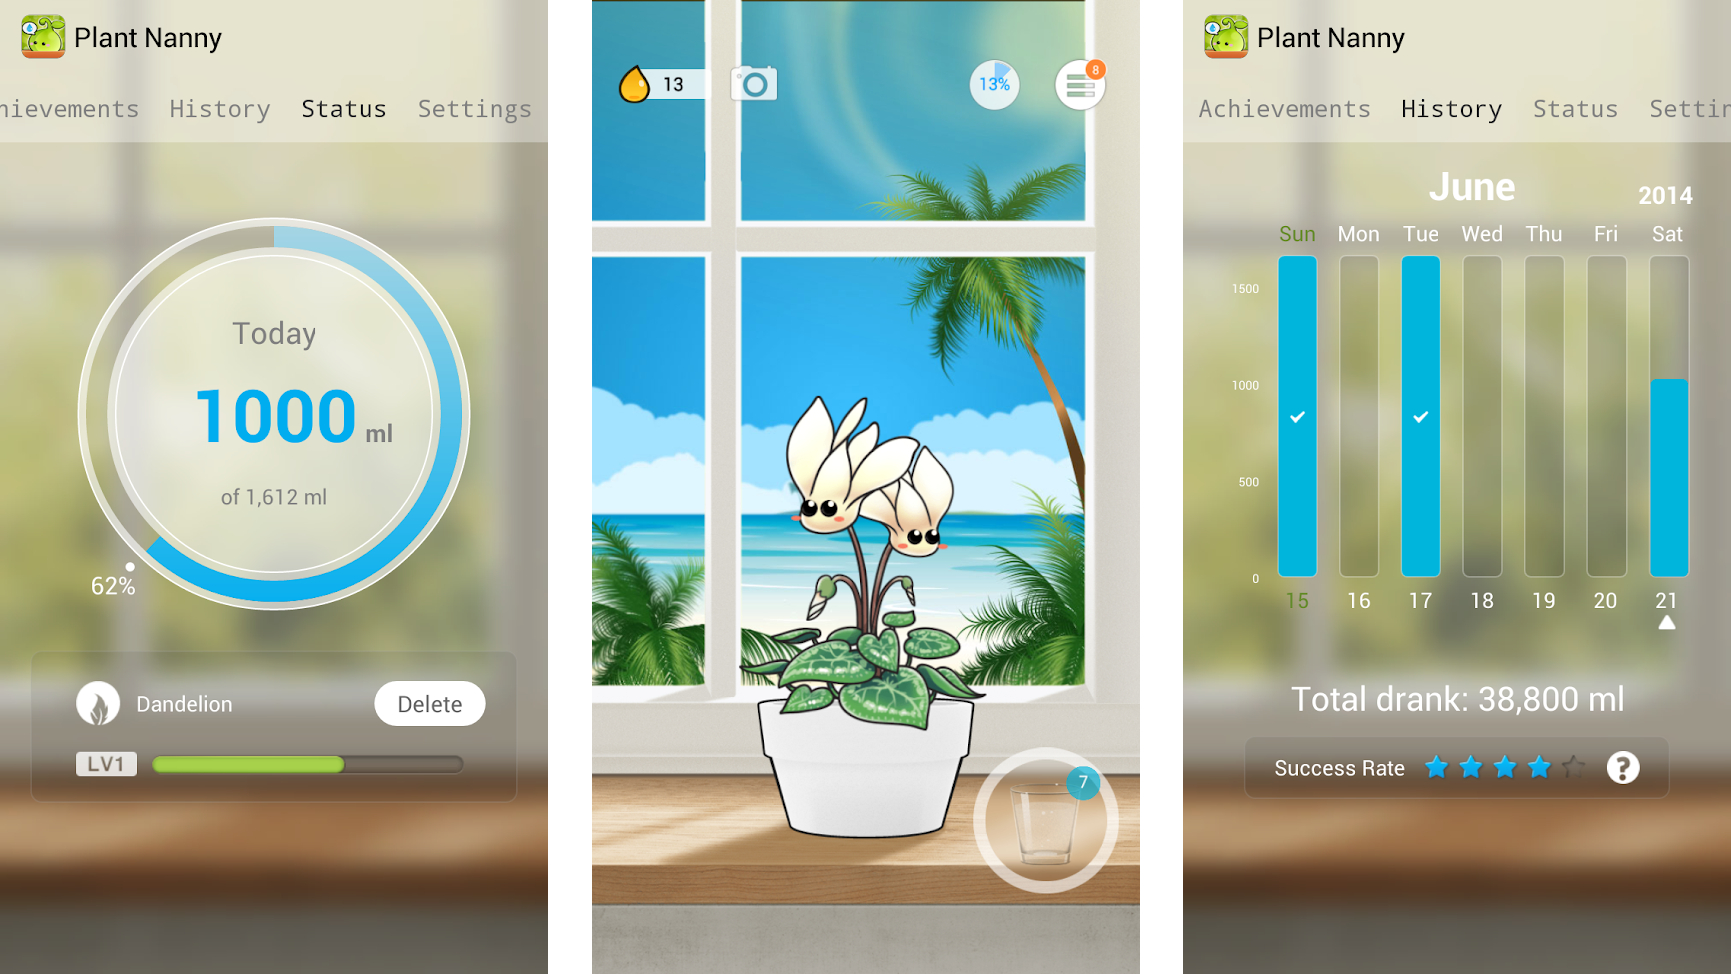 Plant Nanny
hievements History Status Settings
Today
1000 ml
of 1,612 ml
62%
Dandelion Delete
LV1
13 13% 8
7
Plant Nanny
Achievements History Status Settin
June 2014
Sun Mon Tue Wed Thu Fri Sat
1500
1000
500
0
15 16 17 18 19 20 21
Total drank: 38,800 ml
Success Rate ?